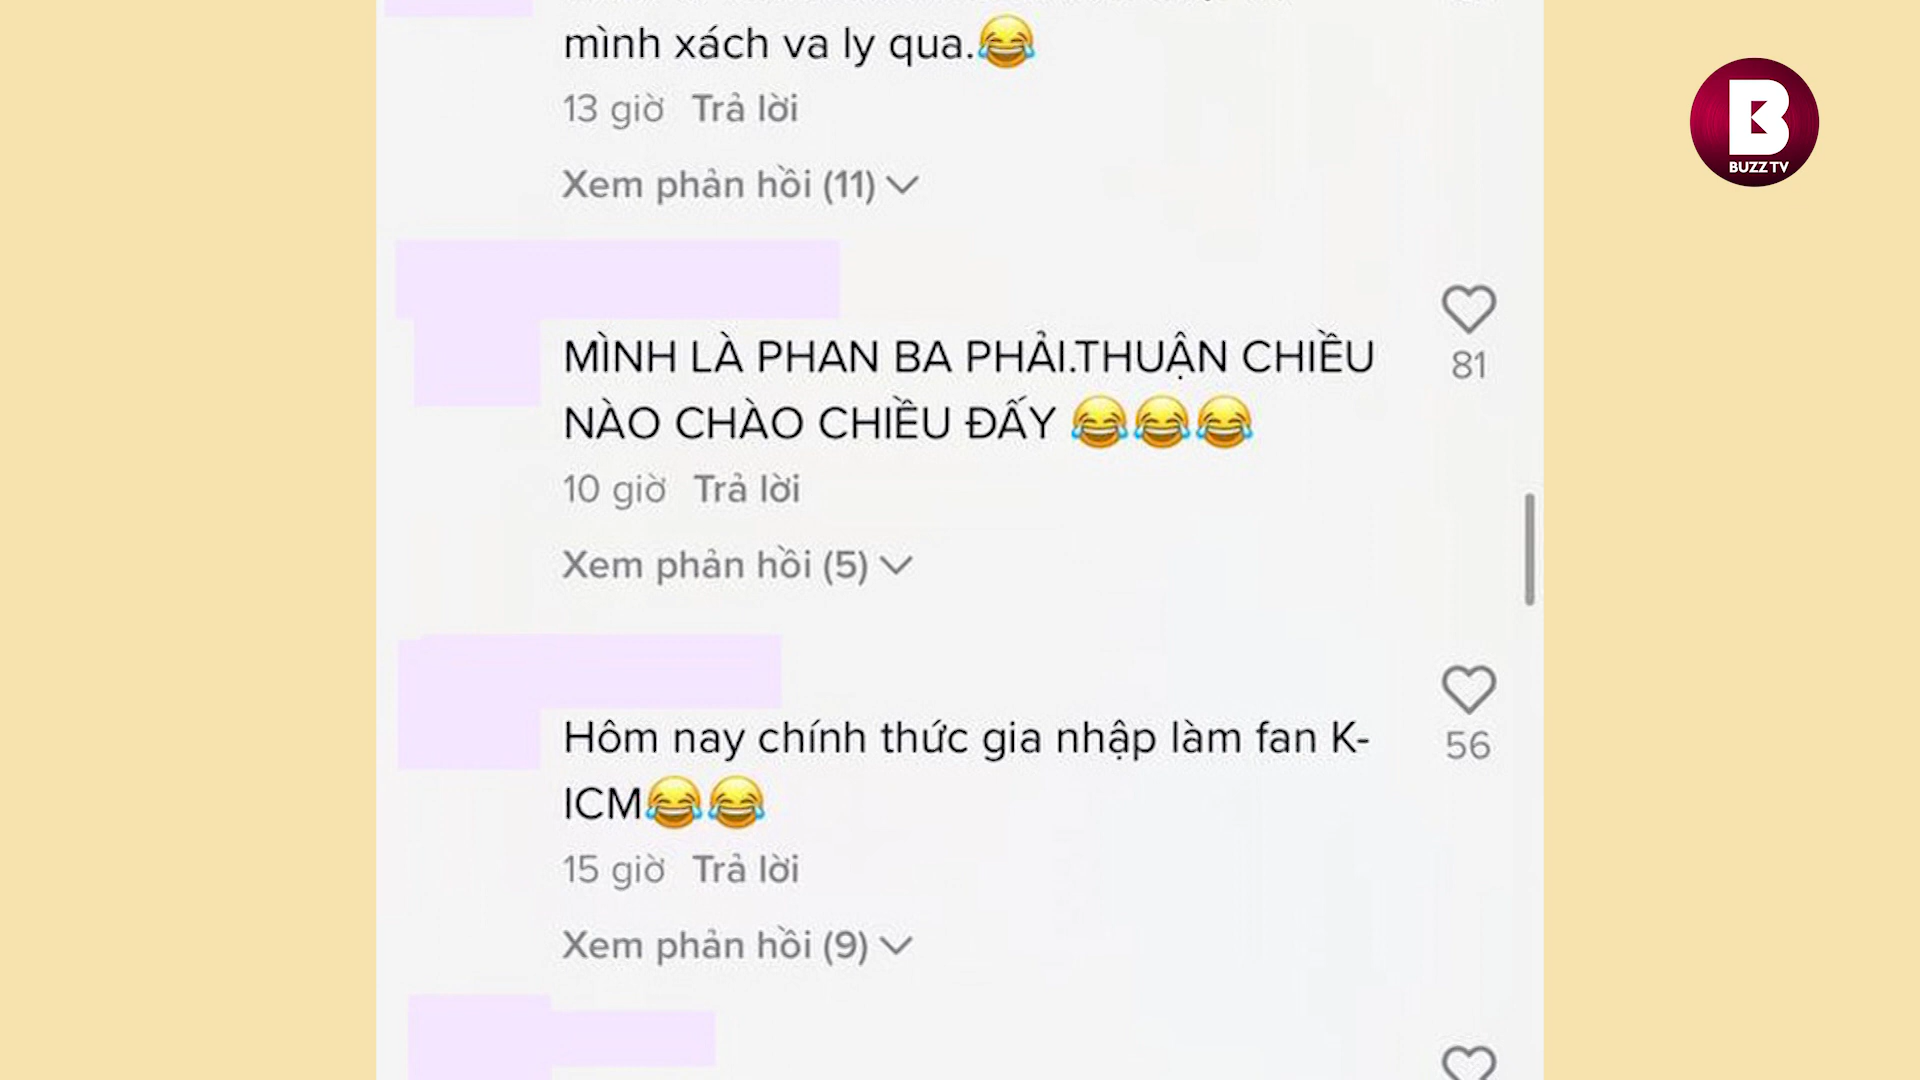 mình xách va ly qua.😂
13 giờ Trả lời
Xem phản hồi (11)
MÌNH LÀ PHAN BA PHẢI.THUẬN CHIỀU
NÀO CHÀO CHIỀU ĐẤY 😂😂😂
81
10 giờ Trả lời
Xem phản hồi (5)
Hôm nay chính thức gia nhập làm fan K-
ICM😂😂
56
15 giờ Trả lời
Xem phản hồi (9)
B
BUZZ TV